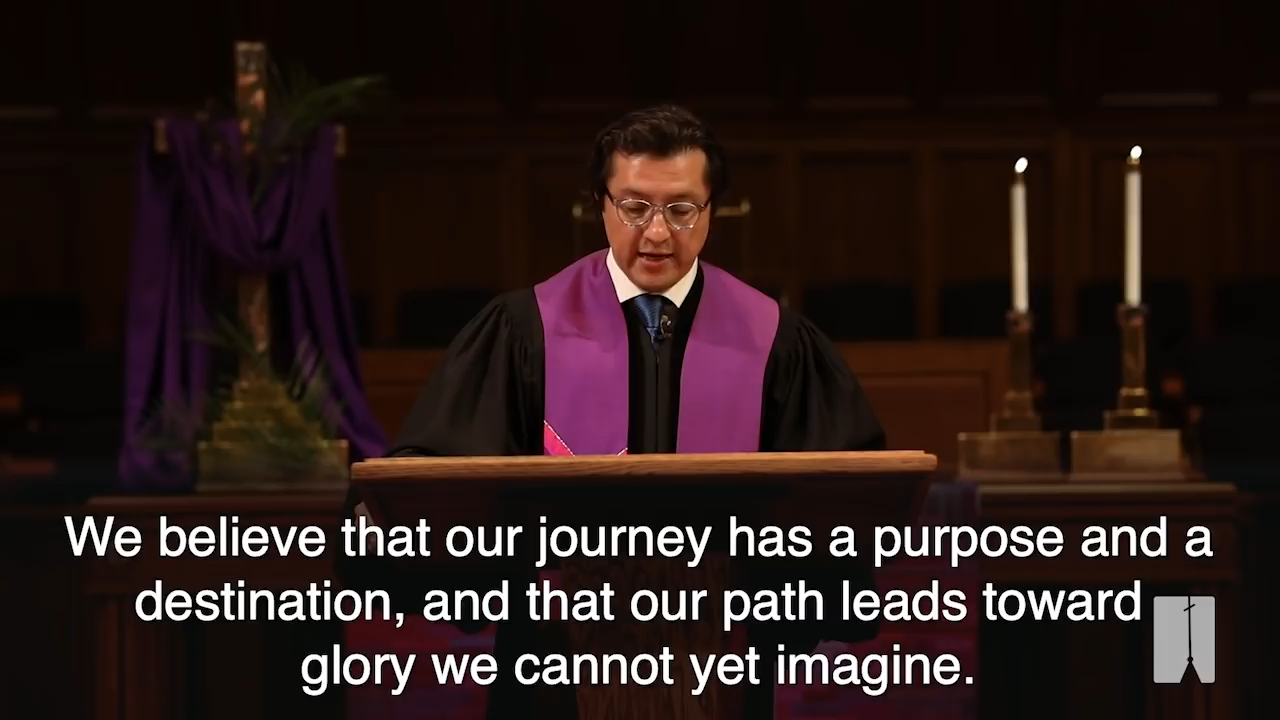 We believe that our journey has a purpose and a
destination, and that our path leads toward
glory we cannot yet imagine.